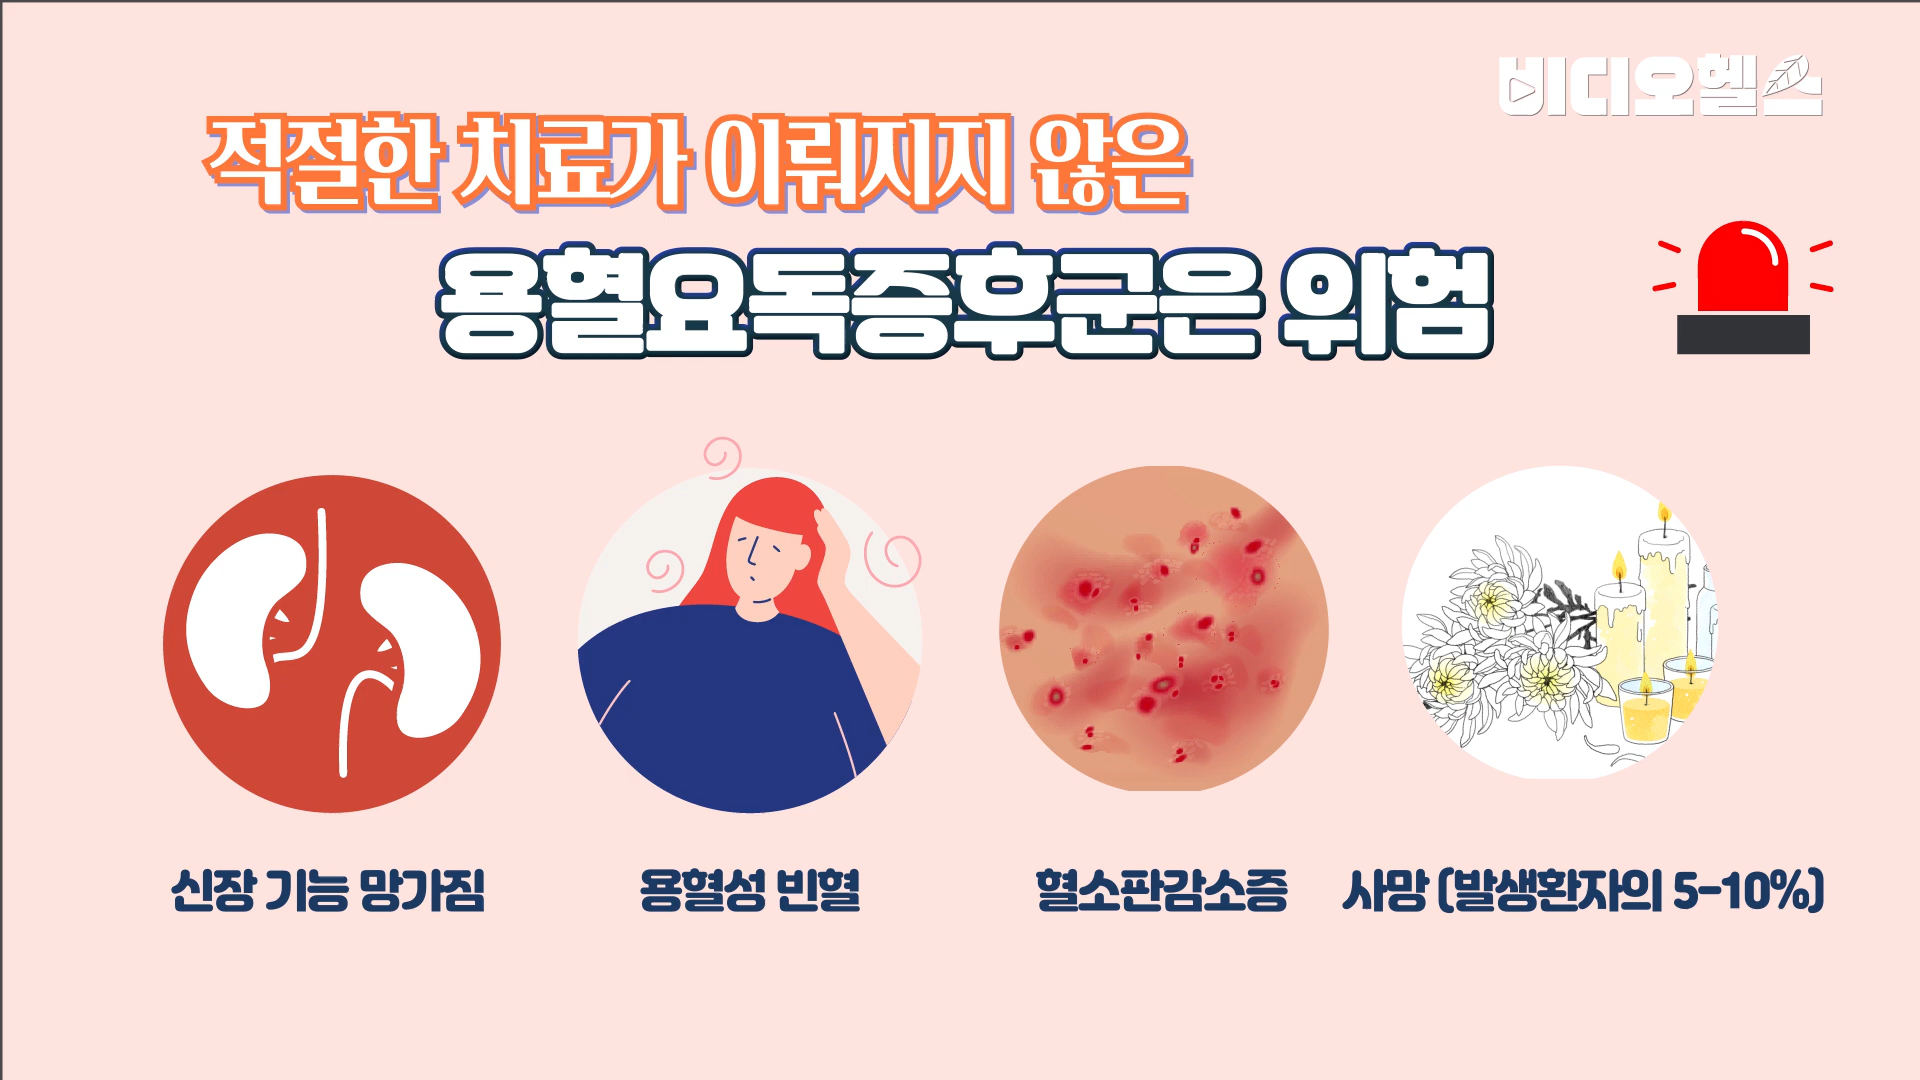 비디오헬스
적절한 치료가 이뤄지지 않은
용혈요독증후군은 위험
신장 기능 망가짐
용혈성 빈혈
혈소판감소증
사망 (발생환자의 5-10%)